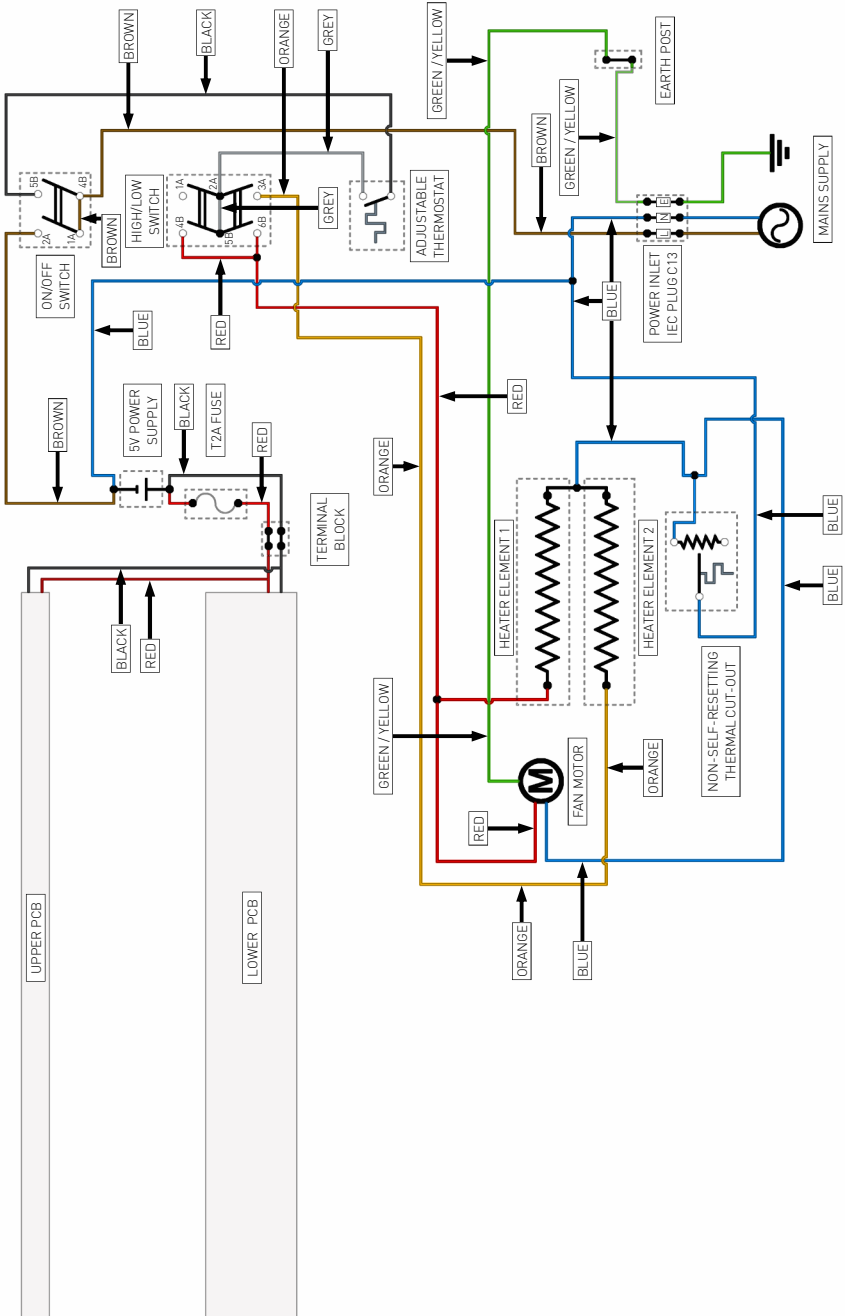 BROWN
BLACK
ORANGE
GREY
GREEN / YELLOW
EARTH POST
5B
4B
2A
1A
BROWN
ON/OFF
SWITCH
HIGH/LOW
SWITCH
1A
2A
3A
4B
5B
6B
GREY
RED
ADJUSTABLE
THERMOSTAT
BROWN
GREEN / YELLOW
E
N
L
MAINS SUPPLY
POWER INLET
IEC PLUG C13
BLUE
BLUE
BROWN
5V POWER
SUPPLY
BLACK
T2A FUSE
RED
TERMINAL
BLOCK
ORANGE
RED
HEATER ELEMENT 1
HEATER ELEMENT 2
BLUE
BLUE
NON-SELF-RESETTING
THERMAL CUT-OUT
BLACK
RED
GREEN / YELLOW
M
FAN MOTOR
ORANGE
RED
ORANGE
BLUE
UPPER PCB
LOWER PCB